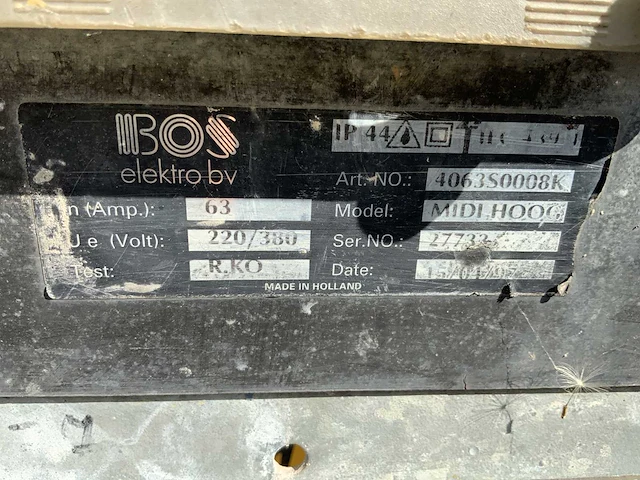 BOS
elektro bv
IP 44
Art. NO.: 4063S0008K
n (Amp.): 63
Model: MIDI HOOG
U e (Volt): 220/380
Ser.NO.: 27733
Test: R.KO
Date:
MADE IN HOLLAND